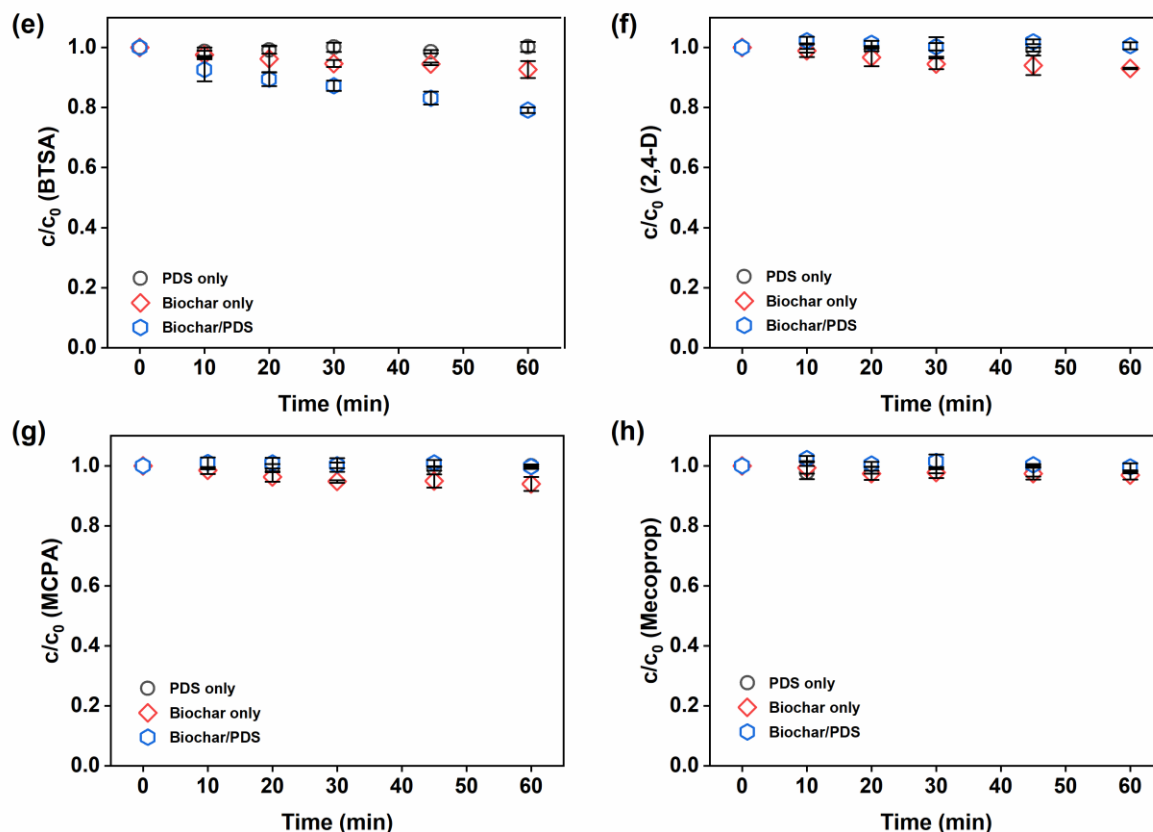 (e)
c/c₀ (BTSA)
1.0
0.8
0.6
0.4
0.2
0.0
PDS only
Biochar only
Biochar/PDS
0 10 20 30 40 50 60
Time (min)
(f)
c/c₀ (2,4-D)
1.0
0.8
0.6
0.4
0.2
0.0
PDS only
Biochar only
Biochar/PDS
0 10 20 30 40 50 60
Time (min)
(g)
c/c₀ (MCPA)
1.0
0.8
0.6
0.4
0.2
0.0
PDS only
Biochar only
Biochar/PDS
0 10 20 30 40 50 60
Time (min)
(h)
c/c₀ (Mecoprop)
1.0
0.8
0.6
0.4
0.2
0.0
PDS only
Biochar only
Biochar/PDS
0 10 20 30 40 50 60
Time (min)